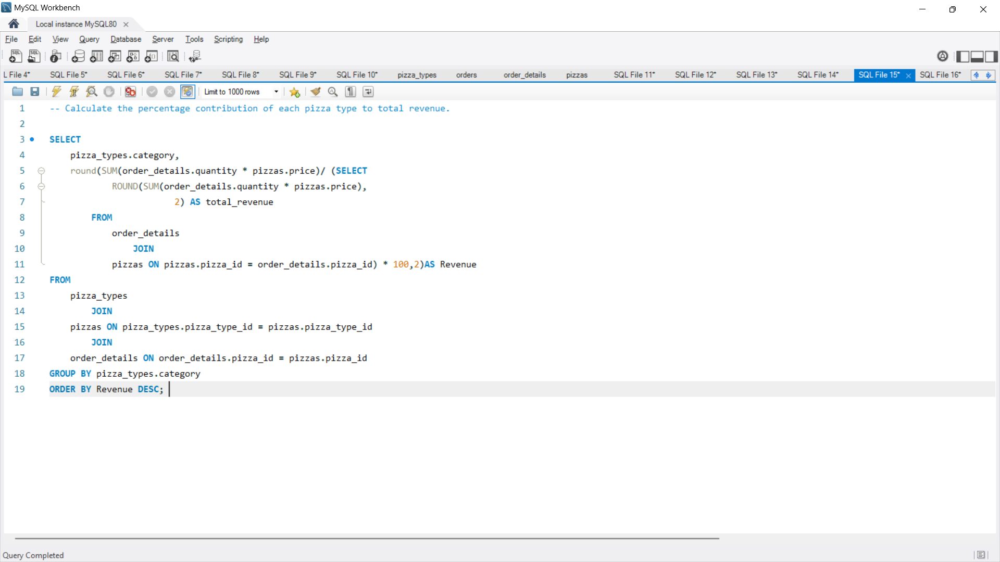 MySQL Workbench
Local instance MySQL80
File Edit View Query Database Server Tools Scripting Help
L File 4* SQL File 5* SQL File 6* SQL File 7* SQL File 8* SQL File 9* SQL File 10* pizza_types orders order_details pizzas SQL File 11* SQL File 12* SQL File 13* SQL File 14* SQL File 15* SQL File 16*
Limit to 1000 rows
1 -- Calculate the percentage contribution of each pizza type to total revenue.
2
3 SELECT
4 pizza_types.category,
5 round(SUM(order_details.quantity * pizzas.price)/ (SELECT
6 ROUND(SUM(order_details.quantity * pizzas.price),
7 2) AS total_revenue
8 FROM
9 order_details
10 JOIN
11 pizzas ON pizzas.pizza_id = order_details.pizza_id) * 100,2)AS Revenue
12 FROM
13 pizza_types
14 JOIN
15 pizzas ON pizza_types.pizza_type_id = pizzas.pizza_type_id
16 JOIN
17 order_details ON order_details.pizza_id = pizzas.pizza_id
18 GROUP BY pizza_types.category
19 ORDER BY Revenue DESC;
Query Completed